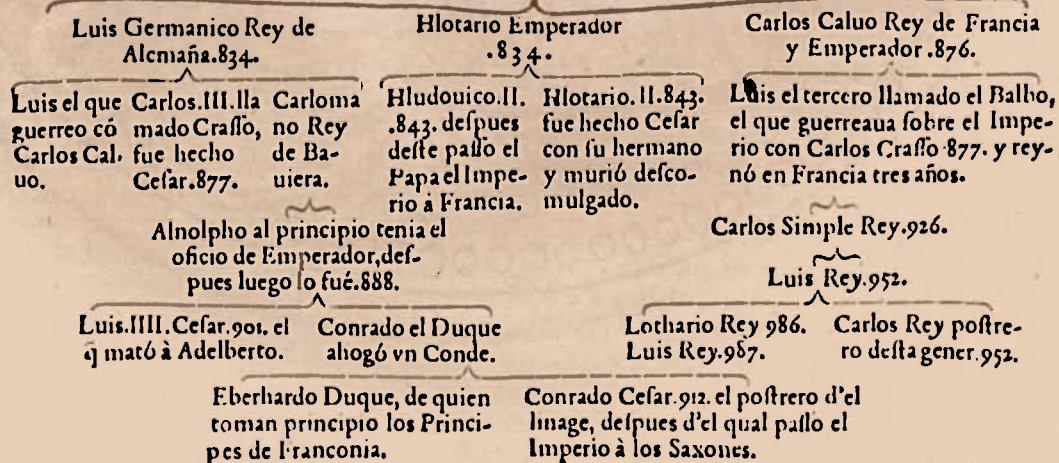 Luis Germanico Rey de
Alemaña.834.
Hlotario Emperador
.834.
Carlos Caluo Rey de Francia
y Emperador.876.
Luis el que
guerreo có
Carlos Cal-
uo.
Carlos.III.lla
mado Craſſo,
fue hecho
Ceſar.877.
Carloma
no Rey
de Ba-
uiera.
Hludouico.II.
.843. deſpues
deſte paſſo el
Papa el Impe-
rio à Francia.
Hlotario.II.843.
fue hecho Ceſar
con ſu hermano
y murió deſco-
mulgado.
Luis el tercero llamado el Balbo,
el que guerreaua ſobre el Impe-
rio con Carlos Craſſo.877. y rey-
nó en Francia tres años.
Alnolpho al principio tenia el
oficio de Emperador,deſ-
pues luego lo fué.888.
Carlos Simple Rey.926.
Luis Rey.952.
Luis.IIII.Ceſar.901. el
q̃ mató à Adelberto.
Conrado el Duque
ahogó vn Conde.
Lothario Rey 986.
Luis Rey.987.
Carlos Rey poſtre-
ro deſta gener.952.
Eberhardo Duque, de quien
toman principio los Princi-
pes de Franconia.
Conrado Ceſar.912. el poſtrero d'el
linage, deſpues d'el qual paſſo el
Imperio à los Saxones.